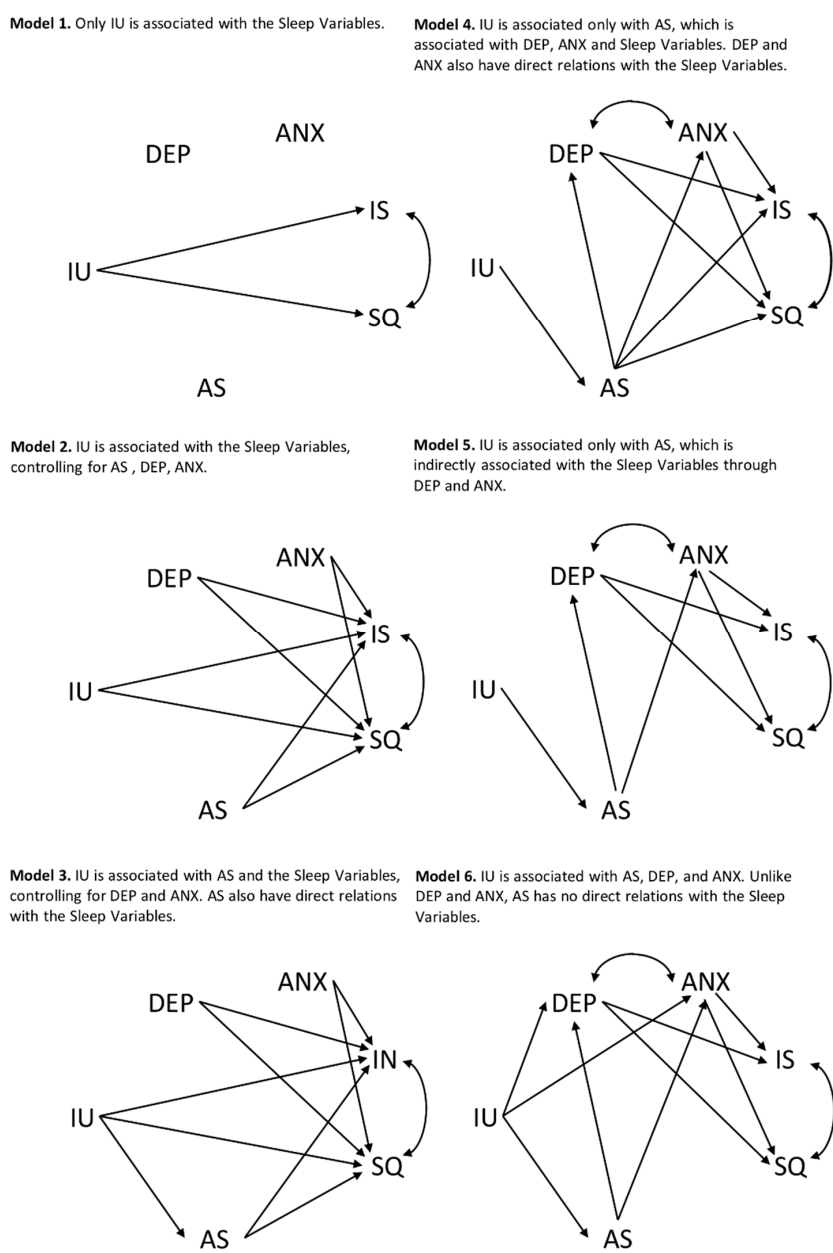 Model 1. Only IU is associated with the Sleep Variables.
DEP
ANX
IS
IU
SQ
AS
Model 2. IU is associated with the Sleep Variables,
controlling for AS , DEP, ANX.
ANX
DEP
IS
IU
SQ
AS
Model 3. IU is associated with AS and the Sleep Variables,
controlling for DEP and ANX. AS also have direct relations
with the Sleep Variables.
ANX
DEP
IN
IU
SQ
AS
Model 4. IU is associated only with AS, which is
associated with DEP, ANX and Sleep Variables. DEP and
ANX also have direct relations with the Sleep Variables.
ANX
DEP
IS
IU
SQ
AS
Model 5. IU is associated only with AS, which is
indirectly associated with the Sleep Variables through
DEP and ANX.
ANX
DEP
IS
IU
SQ
AS
Model 6. IU is associated with AS, DEP, and ANX. Unlike
DEP and ANX, AS has no direct relations with the Sleep
Variables.
ANX
DEP
IS
IU
SQ
AS